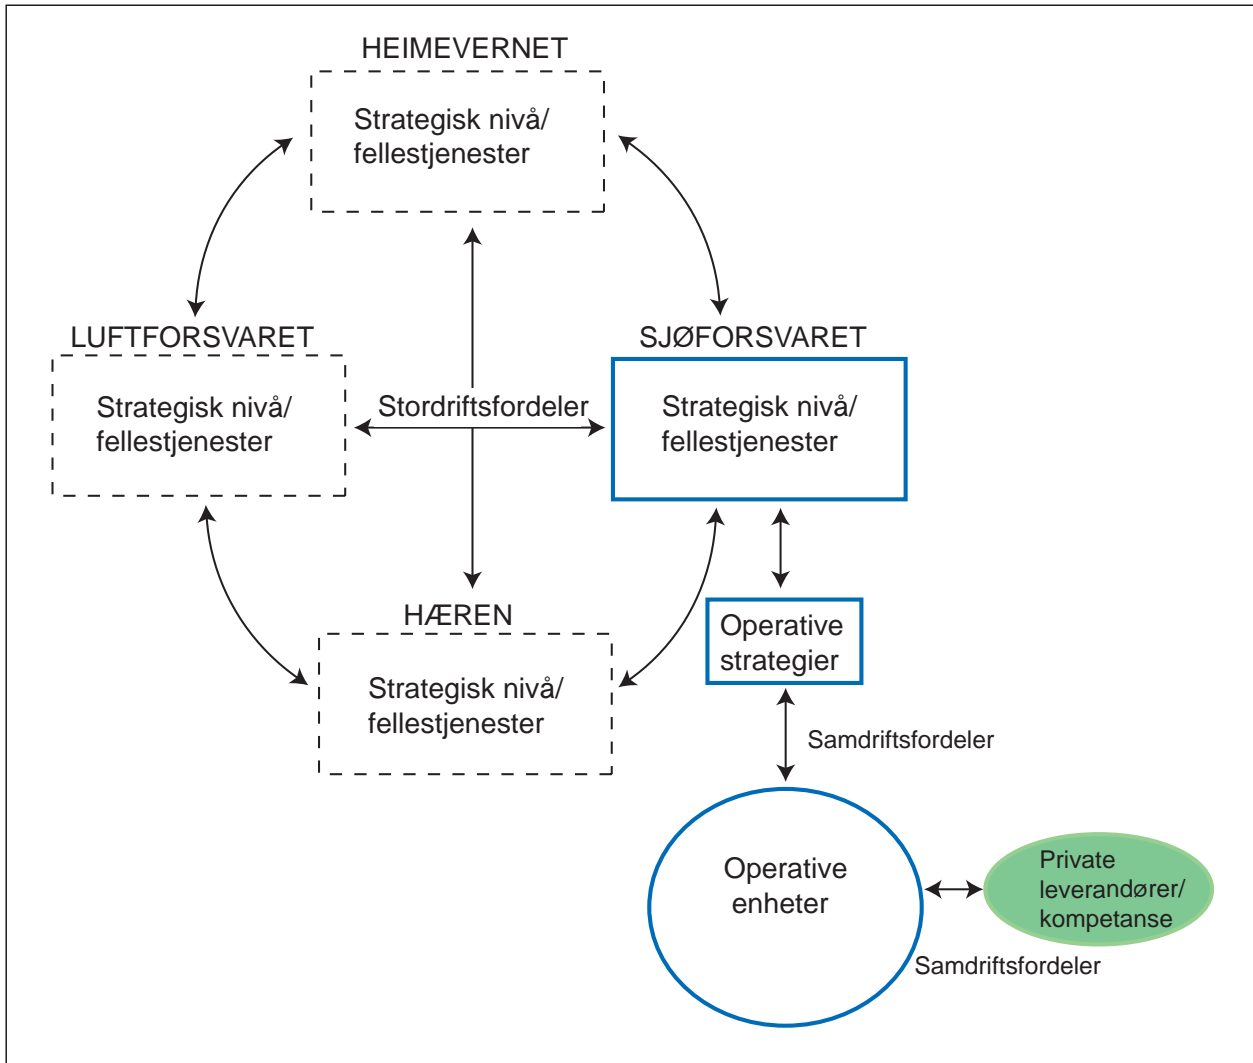 HEIMEVERNET
Strategisk nivå/
fellestjenester
LUFTFORSVARET
Strategisk nivå/
fellestjenester
Stordriftsfordeler
SJØFORSVARET
Strategisk nivå/
fellestjenester
HÆREN
Strategisk nivå/
fellestjenester
Operative
strategier
Samdriftsfordeler
Operative
enheter
Private
leverandører/
kompetanse
Samdriftsfordeler